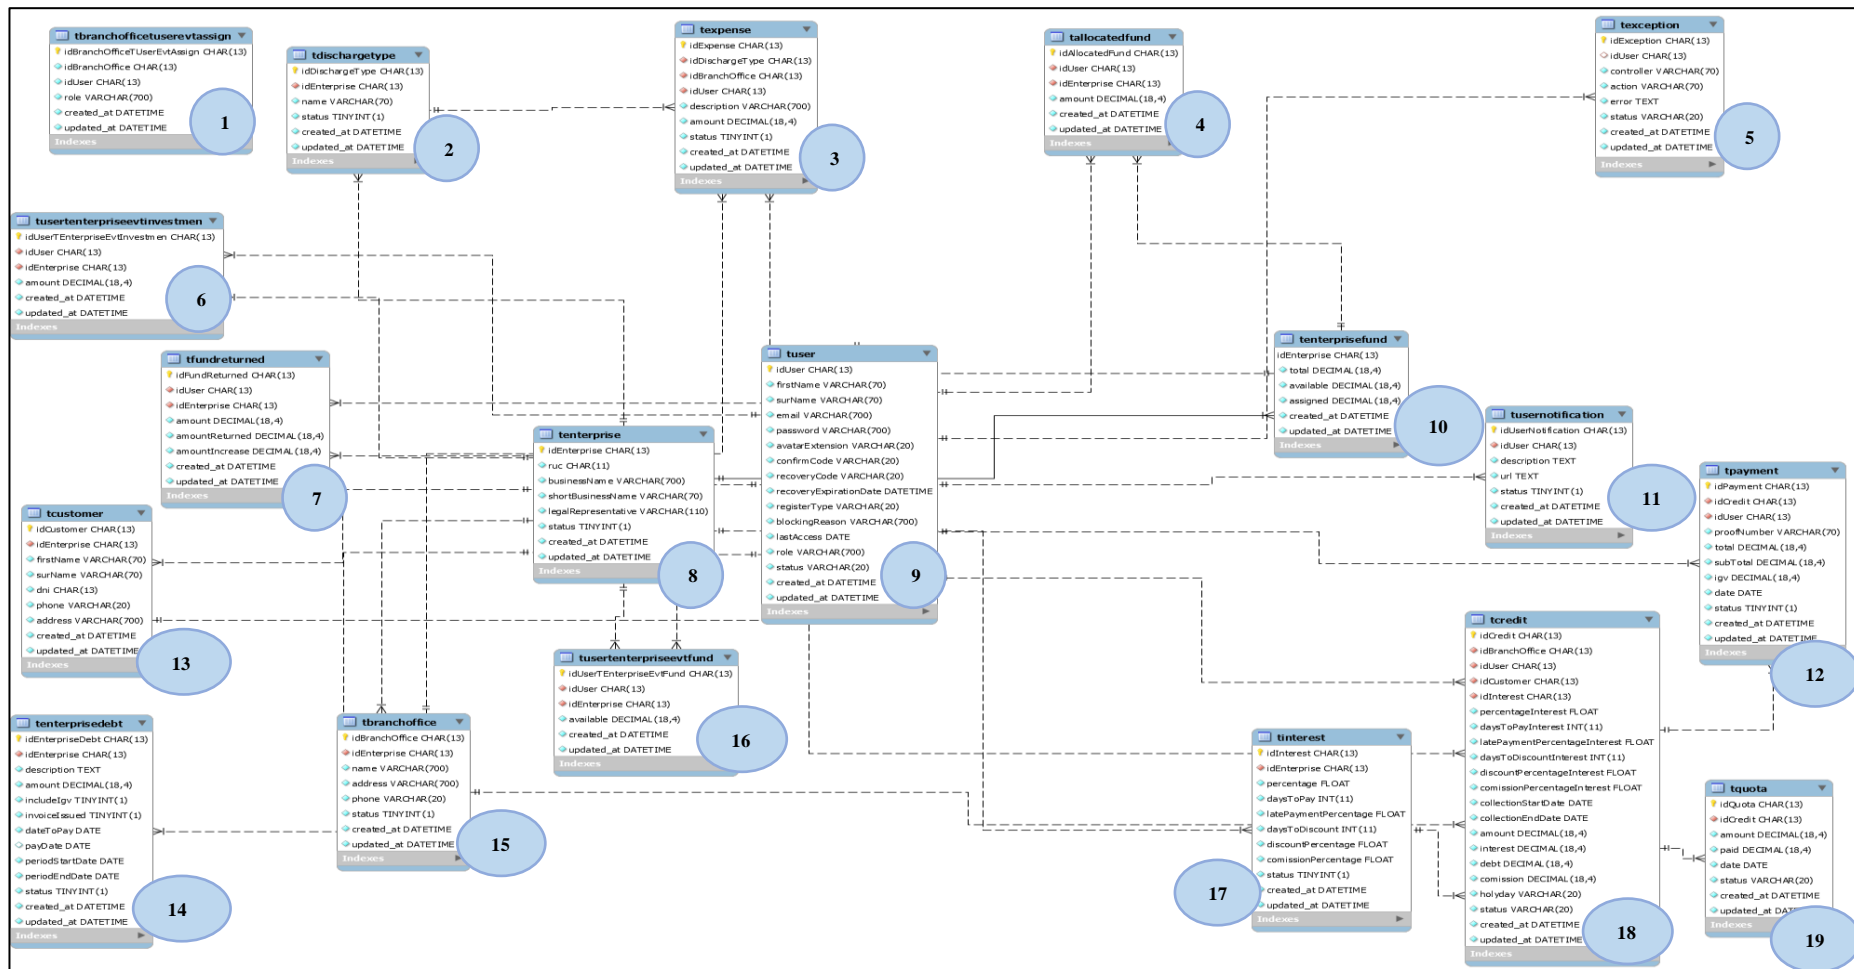 tbranchofficetuserevtassign
idBranchOfficeTUserEvtAssign CHAR(13)
idBranchOffice CHAR(13)
idUser CHAR(13)
role VARCHAR(700)
created_at DATETIME
updated_at DATETIME
Indexes
1
tdischargetype
idDischargeType CHAR(13)
idEnterprise CHAR(13)
name VARCHAR(70)
status TINYINT(1)
created_at DATETIME
updated_at DATETIME
Indexes
2
texpense
idExpense CHAR(13)
idDischargeType CHAR(13)
idBranchOffice CHAR(13)
idUser CHAR(13)
description VARCHAR(700)
amount DECIMAL(18,4)
status TINYINT(1)
created_at DATETIME
updated_at DATETIME
Indexes
3
tallocatedfund
idAllocatedFund CHAR(13)
idUser CHAR(13)
idEnterprise CHAR(13)
amount DECIMAL(18,4)
created_at DATETIME
updated_at DATETIME
Indexes
4
texception
idException CHAR(13)
idUser CHAR(13)
controller VARCHAR(70)
action VARCHAR(70)
error TEXT
status VARCHAR(20)
created_at DATETIME
updated_at DATETIME
Indexes
5
tusertenterpriseevtinvestmen
idUserTEnterpriseEvtInvestmen CHAR(13)
idUser CHAR(13)
idEnterprise CHAR(13)
amount DECIMAL(18,4)
created_at DATETIME
updated_at DATETIME
Indexes
6
tfundreturned
idFundReturned CHAR(13)
idUser CHAR(13)
idEnterprise CHAR(13)
amount DECIMAL(18,4)
amountReturned DECIMAL(18,4)
amountIncrease DECIMAL(18,4)
created_at DATETIME
updated_at DATETIME
Indexes
7
tenterprise
idEnterprise CHAR(13)
ruc CHAR(11)
businessName VARCHAR(700)
shortBusinessName VARCHAR(70)
legalRepresentative VARCHAR(110)
status TINYINT(1)
created_at DATETIME
updated_at DATETIME
Indexes
8
tuser
idUser CHAR(13)
firstName VARCHAR(70)
surName VARCHAR(70)
email VARCHAR(700)
password VARCHAR(700)
avatarExtension VARCHAR(20)
confirmCode VARCHAR(20)
recoveryCode VARCHAR(20)
recoveryExpirationDate DATETIME
registerType VARCHAR(20)
blockingReason VARCHAR(700)
lastAccess DATE
role VARCHAR(700)
status VARCHAR(20)
created_at DATETIME
updated_at DATETIME
Indexes
9
tenterprisefund
idEnterprise CHAR(13)
total DECIMAL(18,4)
available DECIMAL(18,4)
assigned DECIMAL(18,4)
created_at DATETIME
updated_at DATETIME
Indexes
10
tusernotification
idUserNotification CHAR(13)
idUser CHAR(13)
description TEXT
url TEXT
status TINYINT(1)
created_at DATETIME
updated_at DATETIME
Indexes
11
tpayment
idPayment CHAR(13)
idCredit CHAR(13)
idUser CHAR(13)
proofNumber VARCHAR(70)
total DECIMAL(18,4)
subTotal DECIMAL(18,4)
igv DECIMAL(18,4)
date DATE
status TINYINT(1)
created_at DATETIME
updated_at DATETIME
Indexes
12
tcustomer
idCustomer CHAR(13)
idEnterprise CHAR(13)
firstName VARCHAR(70)
surName VARCHAR(70)
dni CHAR(13)
phone VARCHAR(20)
address VARCHAR(700)
created_at DATETIME
updated_at DATETIME
Indexes
13
tenterprisedebt
idEnterpriseDebt CHAR(13)
idEnterprise CHAR(13)
description TEXT
amount DECIMAL(18,4)
includeIgv TINYINT(1)
invoiceIssued TINYINT(1)
dateToPay DATE
payDate DATE
periodStartDate DATE
periodEndDate DATE
status TINYINT(1)
created_at DATETIME
updated_at DATETIME
Indexes
14
tbranchoffice
idBranchOffice CHAR(13)
idEnterprise CHAR(13)
name VARCHAR(700)
address VARCHAR(700)
phone VARCHAR(20)
status TINYINT(1)
created_at DATETIME
updated_at DATETIME
Indexes
15
tusertenterpriseevtfund
idUserTEnterpriseEvtFund CHAR(13)
idUser CHAR(13)
idEnterprise CHAR(13)
available DECIMAL(18,4)
created_at DATETIME
updated_at DATETIME
Indexes
16
tinterest
idInterest CHAR(13)
idEnterprise CHAR(13)
percentage FLOAT
daysToPay INT(11)
latePaymentPercentage FLOAT
daysToDiscount INT(11)
discountPercentage FLOAT
comissionPercentage FLOAT
status TINYINT(1)
created_at DATETIME
updated_at DATETIME
Indexes
17
tcredit
idCredit CHAR(13)
idBranchOffice CHAR(13)
idUser CHAR(13)
idCustomer CHAR(13)
idInterest CHAR(13)
percentageInterest FLOAT
daysToPayInterest INT(11)
latePaymentPercentageInterest FLOAT
daysToDiscountInterest INT(11)
discountPercentageInterest FLOAT
comissionPercentageInterest FLOAT
collectionStartDate DATE
collectionEndDate DATE
amount DECIMAL(18,4)
interest DECIMAL(18,4)
debt DECIMAL(18,4)
comission DECIMAL(18,4)
holyday VARCHAR(20)
status VARCHAR(20)
created_at DATETIME
updated_at DATETIME
Indexes
18
tquota
idQuota CHAR(13)
idCredit CHAR(13)
amount DECIMAL(18,4)
paid DECIMAL(18,4)
date DATE
status VARCHAR(20)
created_at DATETIME
updated_at DATETIME
Indexes
19